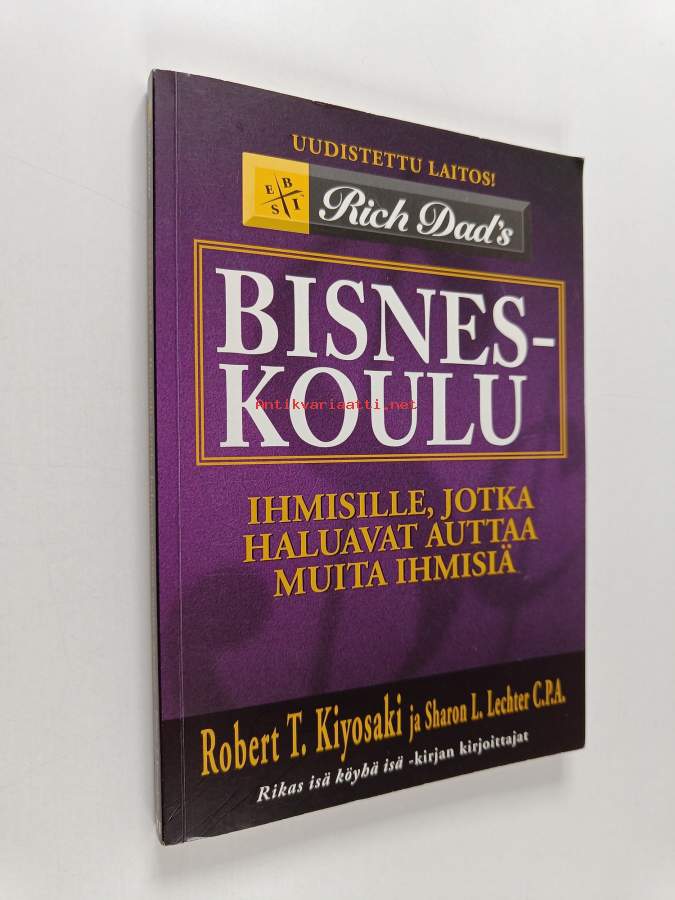 UUDISTETTU LAITOS!
E B
S I
Rich Dad's
BISNES-
KOULU
Antikvariaatti.net
IHMISILLE, JOTKA
HALUAVAT AUTTAA
MUITA IHMISIÄ
Robert T. Kiyosaki ja Sharon L. Lechter C.P.A.
Rikas isä köyhä isä -kirjan kirjoittajat